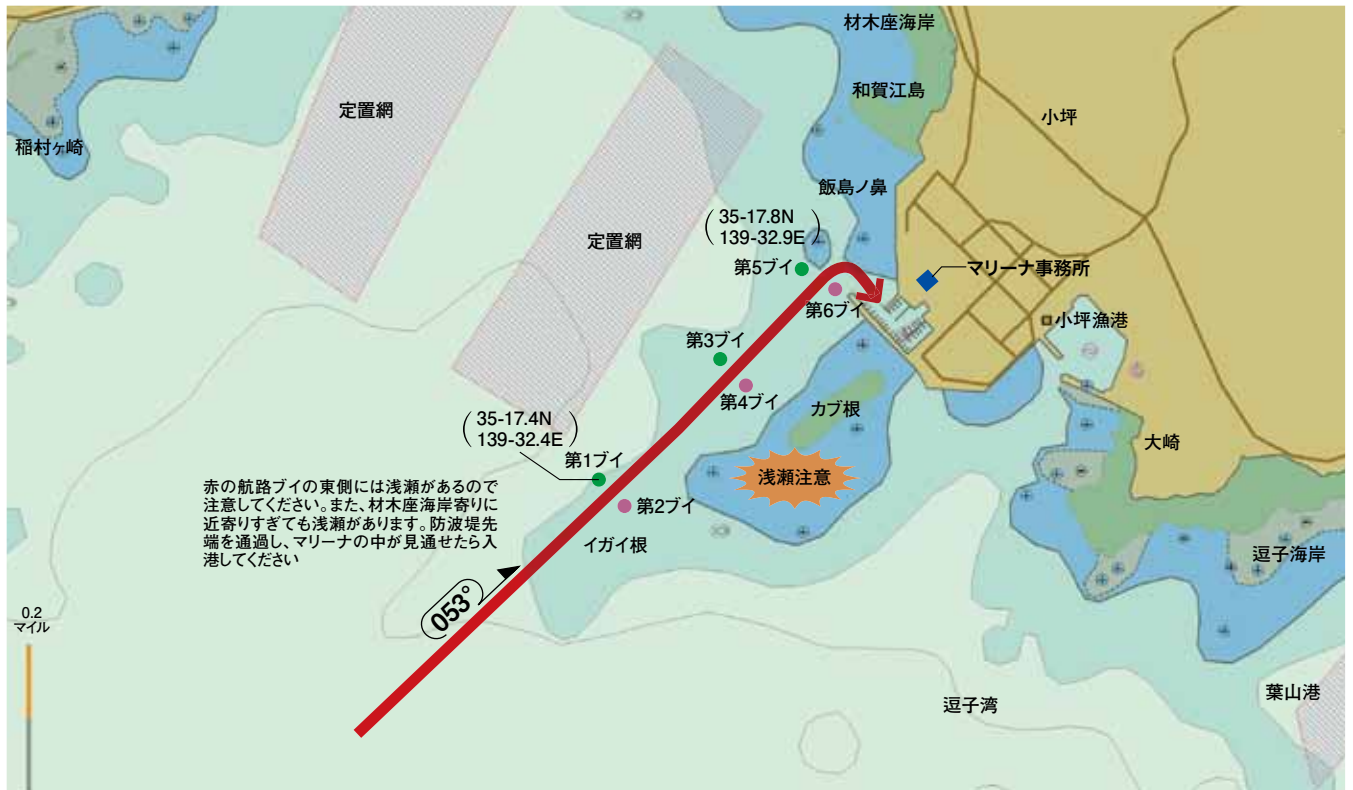 材木座海岸
和賀江島
定置網
小坪
稲村ヶ崎
飯島ノ鼻
35-17.8N
139-32.9E
定置網
第5ブイ
マリーナ事務所
第6ブイ
小坪漁港
第3ブイ
第4ブイ
カブ根
35-17.4N
139-32.4E
大崎
第1ブイ
浅瀬注意
赤の航路ブイの東側には浅瀬があるので
注意してください。また、材木座海岸寄りに
近寄りすぎても浅瀬があります。防波堤先
端を通過し、マリーナの中が見通せたら入
港してください
第2ブイ
イガイ根
逗子海岸
053°
0.2
マイル
葉山港
逗子湾